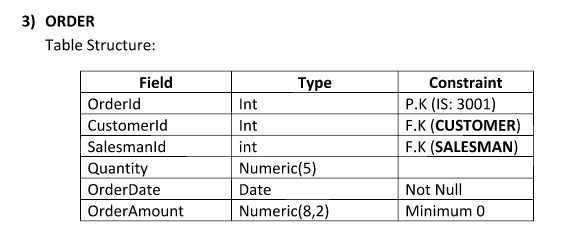 3) ORDER
Table Structure:
Field Type Constraint
OrderId Int P.K (IS: 3001)
CustomerId Int F.K (CUSTOMER)
SalesmanId int F.K (SALESMAN)
Quantity Numeric(5)
OrderDate Date Not Null
OrderAmount Numeric(8,2) Minimum 0